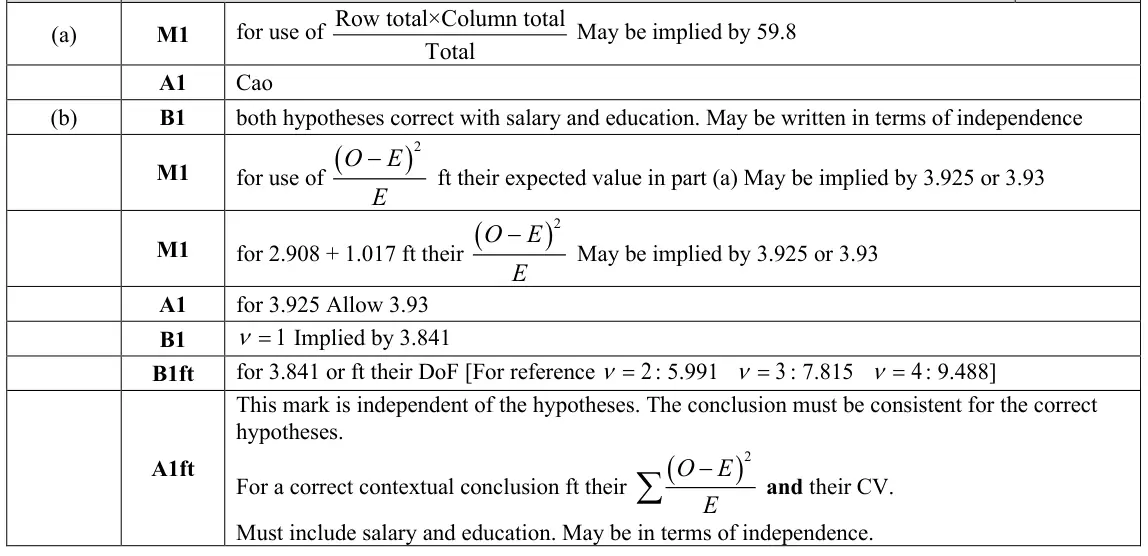 (a) M1 for use of Row total×Column total / Total May be implied by 59.8
A1 Cao
(b) B1 both hypotheses correct with salary and education. May be written in terms of independence
M1 for use of (O − E)² / E ft their expected value in part (a) May be implied by 3.925 or 3.93
M1 for 2.908 + 1.017 ft their (O − E)² / E May be implied by 3.925 or 3.93
A1 for 3.925 Allow 3.93
B1 ν = 1 Implied by 3.841
B1ft for 3.841 or ft their DoF [For reference ν = 2 : 5.991 ν = 3 : 7.815 ν = 4 : 9.488]
A1ft This mark is independent of the hypotheses. The conclusion must be consistent for the correct
hypotheses.
For a correct contextual conclusion ft their ∑ (O − E)² / E and their CV.
Must include salary and education. May be in terms of independence.